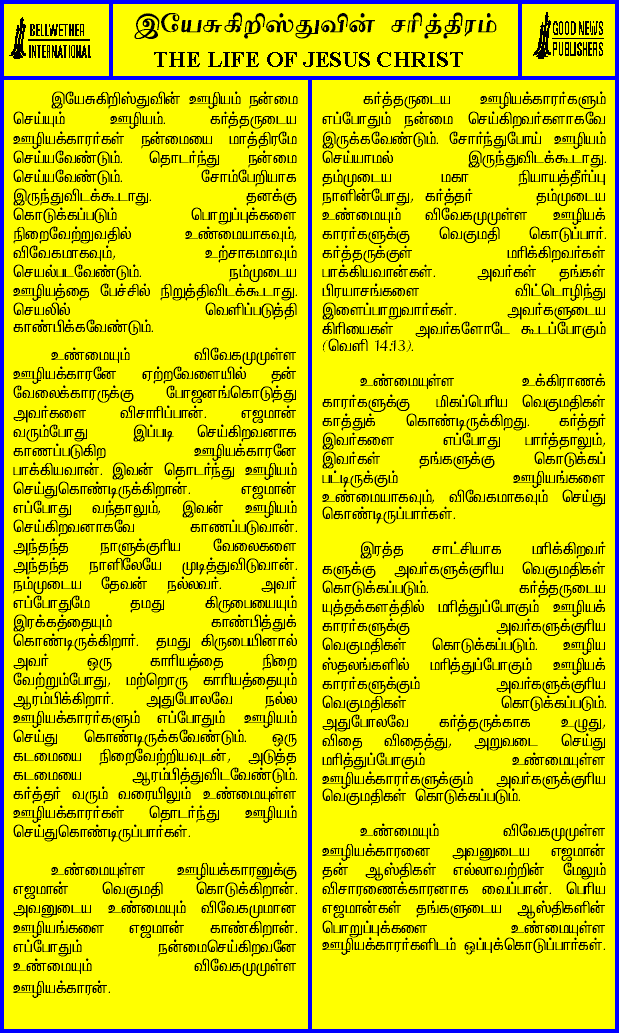 BELLWETHER
INTERNATIONAL
இயேசுகிறிஸ்துவின் சரித்திரம்
THE LIFE OF JESUS CHRIST
GOOD NEWS
PUBLISHERS
இயேசுகிறிஸ்துவின் ஊழியம் நன்மை
செய்யும் ஊழியம். கர்த்தருடைய
ஊழியக்காரர்கள் நன்மையை மாத்திரமே
செய்யவேண்டும். தொடர்ந்து நன்மை
செய்யவேண்டும். சோம்பேறியாக
இருந்துவிடக்கூடாது. தனக்கு
கொடுக்கப்படும் பொறுப்புக்களை
நிறைவேற்றுவதில் உண்மையாகவும்,
விவேகமாகவும், உற்சாகமாவும்
செயல்படவேண்டும். நம்முடைய
ஊழியத்தை பேச்சில் நிறுத்திவிடக்கூடாது.
செயலில் வெளிப்படுத்தி
காண்பிக்கவேண்டும்.
உண்மையும் விவேகமுமுள்ள
ஊழியக்காரனே ஏற்றவேளையில் தன்
வேலைக்காரருக்கு போஜனங்கொடுத்து
அவர்களை விசாரிப்பான். எஜமான்
வரும்போது இப்படி செய்கிறவனாக
காணப்படுகிற ஊழியக்காரனே
பாக்கியவான். இவன் தொடர்ந்து ஊழியம்
செய்துகொண்டிருக்கிறான். எஜமான்
எப்போது வந்தாலும், இவன் ஊழியம்
செய்கிறவனாகவே காணப்படுவான்.
அந்தந்த நாளுக்குரிய வேலைகளை
அந்தந்த நாளிலேயே முடித்துவிடுவான்.
நம்முடைய தேவன் நல்லவர். அவர்
எப்போதுமே தமது கிருபையையும்
இரக்கத்தையும் காண்பித்துக்
கொண்டிருக்கிறார். தமது கிருபையினால்
அவர் ஒரு காரியத்தை நிறை
வேற்றும்போது, மற்றொரு காரியத்தையும்
ஆரம்பிக்கிறார். அதுபோலவே நல்ல
ஊழியக்காரர்களும் எப்போதும் ஊழியம்
செய்து கொண்டிருக்கவேண்டும். ஒரு
கடமையை நிறைவேற்றியவுடன், அடுத்த
கடமையை ஆரம்பித்துவிடவேண்டும்.
கர்த்தர் வரும் வரையிலும் உண்மையுள்ள
ஊழியக்காரர்கள் தொடர்ந்து ஊழியம்
செய்துகொண்டிருப்பார்கள்.
உண்மையுள்ள ஊழியக்காரனுக்கு
எஜமான் வெகுமதி கொடுக்கிறான்.
அவனுடைய உண்மையும் விவேகமுமான
ஊழியங்களை எஜமான் காண்கிறான்.
எப்போதும் நன்மைசெய்கிறவனே
உண்மையும் விவேகமுமுள்ள
ஊழியக்காரன்.
கர்த்தருடைய ஊழியக்காரர்களும்
எப்போதும் நன்மை செய்கிறவர்களாகவே
இருக்கவேண்டும். சோர்ந்துபோய் ஊழியம்
செய்யாமல் இருந்துவிடக்கூடாது.
தம்முடைய மகா நியாயத்தீர்ப்பு
நாளின்போது, கர்த்தர் தம்முடைய
உண்மையும் விவேகமுமுள்ள ஊழியக்
காரர்களுக்கு வெகுமதி கொடுப்பார்.
கர்த்தருக்குள் மரிக்கிறவர்கள்
பாக்கியவான்கள். அவர்கள் தங்கள்
பிரயாசங்களை விட்டொழிந்து
இளைப்பாறுவார்கள். அவர்களுடைய
கிரியைகள் அவர்களோடே கூடப்போகும்
(வெளி 14:13).
உண்மையுள்ள உக்கிராணக்
காரர்களுக்கு மிகப்பெரிய வெகுமதிகள்
காத்துக் கொண்டிருக்கிறது. கர்த்தர்
இவர்களை எப்போது பார்த்தாலும்,
இவர்கள் தங்களுக்கு கொடுக்கப்
பட்டிருக்கும் ஊழியங்களை
உண்மையாகவும், விவேகமாகவும் செய்து
கொண்டிருப்பார்கள்.
இரத்த சாட்சியாக மரிக்கிறவர்
களுக்கு அவர்களுக்குரிய வெகுமதிகள்
கொடுக்கப்படும். கர்த்தருடைய
யுத்தக்களத்தில் மரித்துப்போகும் ஊழியக்
காரர்களுக்கு அவர்களுக்குரிய
வெகுமதிகள் கொடுக்கப்படும். ஊழிய
ஸ்தலங்களில் மரித்துப்போகும் ஊழியக்
காரர்களுக்கும் அவர்களுக்குரிய
வெகுமதிகள் கொடுக்கப்படும்.
அதுபோலவே கர்த்தருக்காக உழுது,
விதை விதைத்து, அறுவடை செய்து
மரித்துப்போகும் உண்மையுள்ள
ஊழியக்காரர்களுக்கும் அவர்களுக்குரிய
வெகுமதிகள் கொடுக்கப்படும்.
உண்மையும் விவேகமுமுள்ள
ஊழியக்காரனை அவனுடைய எஜமான்
தன் ஆஸ்திகள் எல்லாவற்றின் மேலும்
விசாரணைக்காரனாக வைப்பான். பெரிய
எஜமான்கள் தங்களுடைய ஆஸ்திகளின்
பொறுப்புக்களை உண்மையுள்ள
ஊழியக்காரர்களிடம் ஒப்புக்கொடுப்பார்கள்.